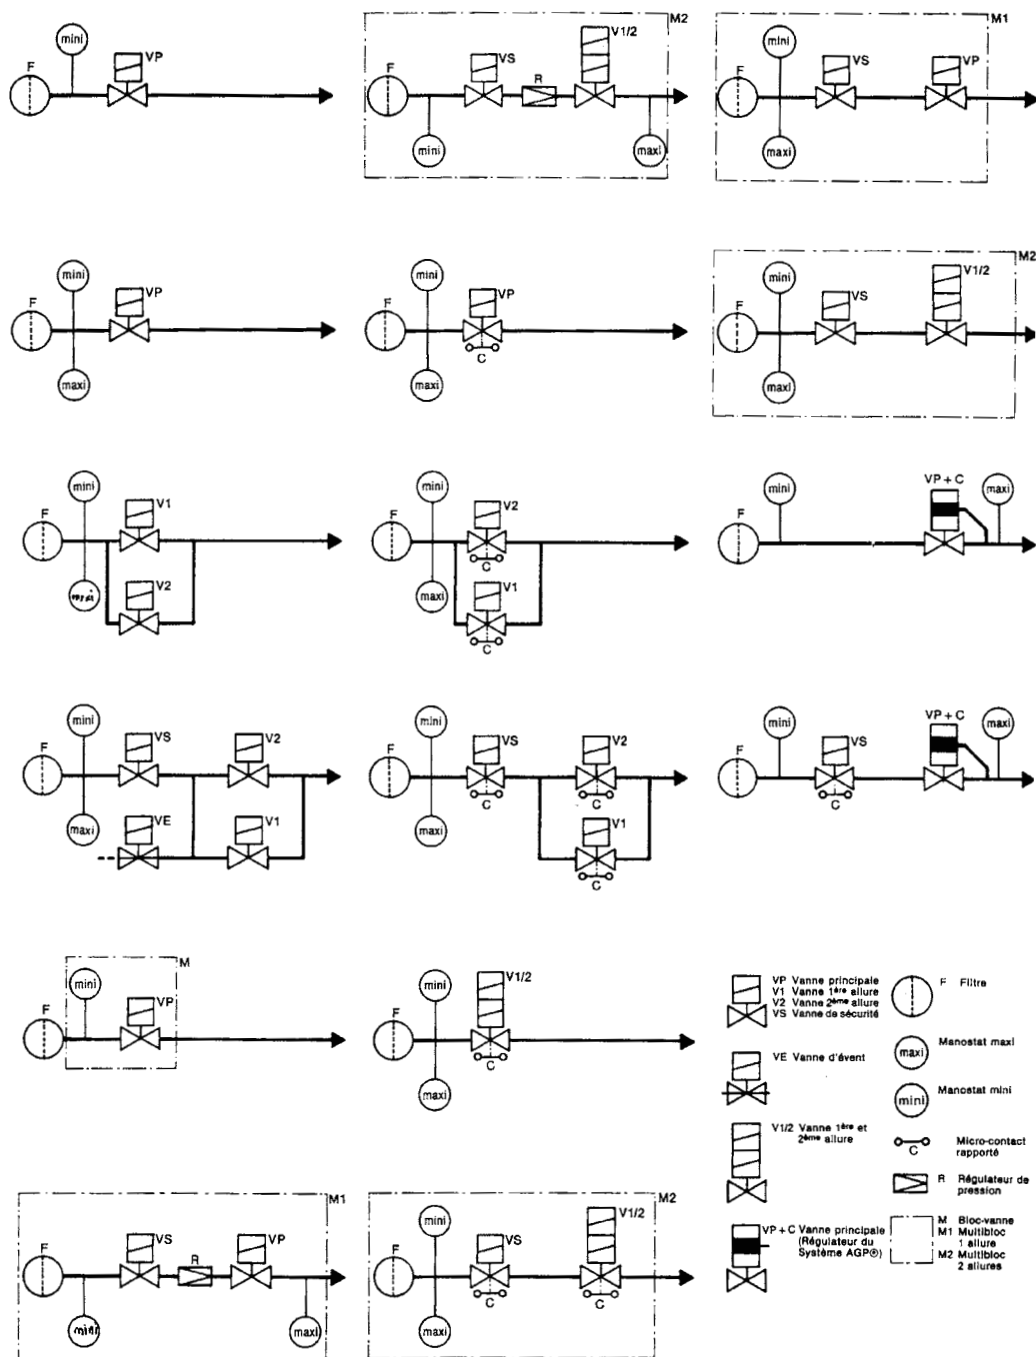 mini
F
VP
M2
V1/2
VS
R
F
mini
maxi
M1
mini
VS
VP
F
maxi
mini
F
VP
maxi
mini
F
VP
C
maxi
M2
mini
V1/2
VS
F
maxi
mini
V1
F
V2
mini
V2
F
C
maxi
V1
C
mini
VP + C
maxi
F
mini
VS
V2
F
maxi
VE
V1
mini
VS
V2
F
C
C
maxi
V1
C
mini
VS
VP + C
maxi
F
C
M
mini
VP
F
V1/2
mini
F
C
maxi
M1
VS
VP
F
R
maxi
M2
V1/2
mini
VS
F
C
C
maxi
VP Vanne principale
V1 Vanne 1ère allure
V2 Vanne 2ème allure
VS Vanne de sécurité
VE Vanne d'évent
V1/2 Vanne 1ère et
2ème allure
VP + C Vanne principale
(Régulateur du
Système AGP®)
F Filtre
maxi
Manostat maxi
mini
Manostat mini
C
Micro-contact
rapporté
R Régulateur de
pression
M Bloc-vanne
M1 Multibloc
1 allure
M2 Multibloc
2 allures